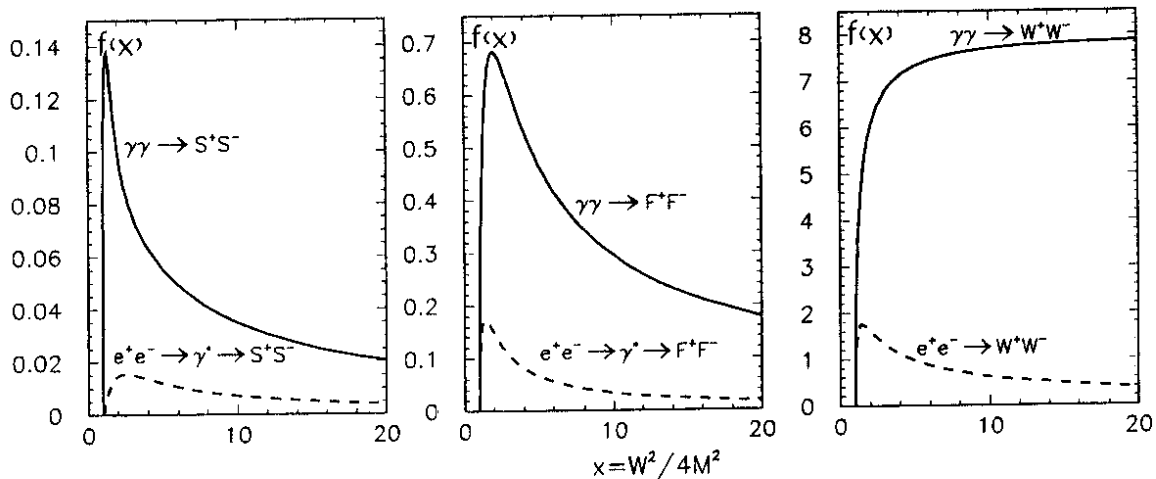 f(x)
0.14
0.12
0.1
0.08
0.06
0.04
0.02
0
γγ → S⁺S⁻
e⁺e⁻ → γ* → S⁺S⁻
0 10 20
f(x)
0.7
0.6
0.5
0.4
0.3
0.2
0.1
0
γγ → F⁺F⁻
e⁺e⁻ → γ* → F⁺F⁻
0 10 20
x=W²/4M²
f(x)
8
7
6
5
4
3
2
1
0
γγ → W⁺W⁻
e⁺e⁻ → W⁺W⁻
0 10 20